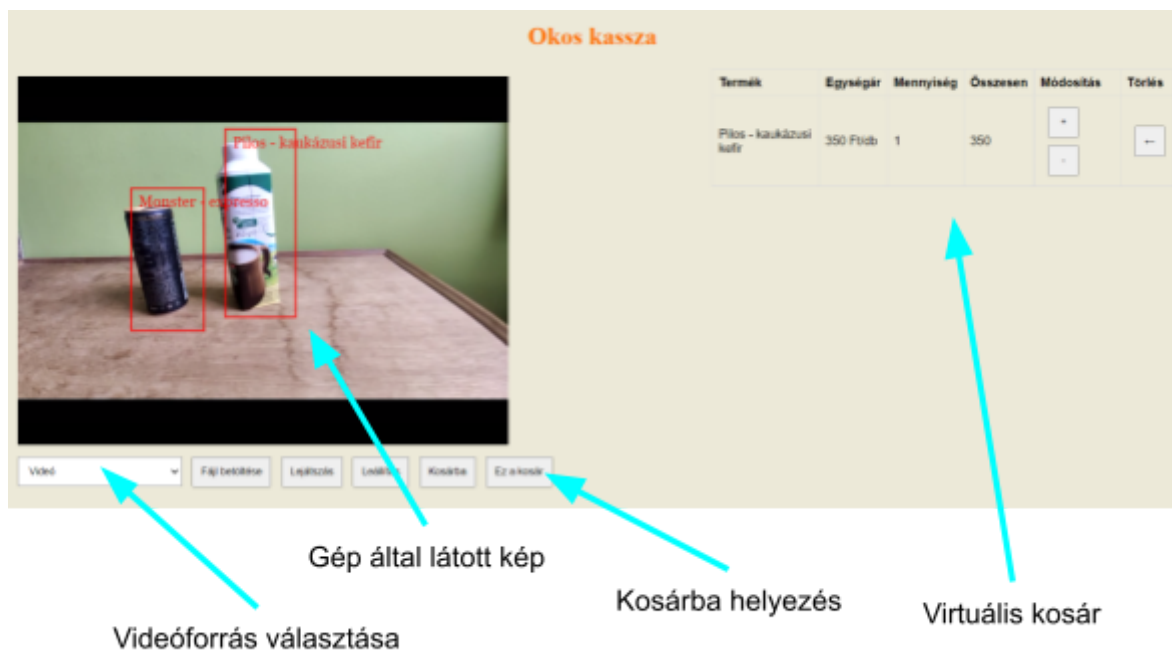 Okos kassza
Termék Egységár Mennyiség Összesen Módosítás Törlés
Pilos - kaukázusi
kefir
350 Ft/db 1 350
+
-
←
Pilos - kaukázusi kefir
Monster - espresso
Videó Fájl betöltése Lejátszás Leállítás Kosárba Ez a kosár
Gép által látott kép
Kosárba helyezés
Virtuális kosár
Videóforrás választása